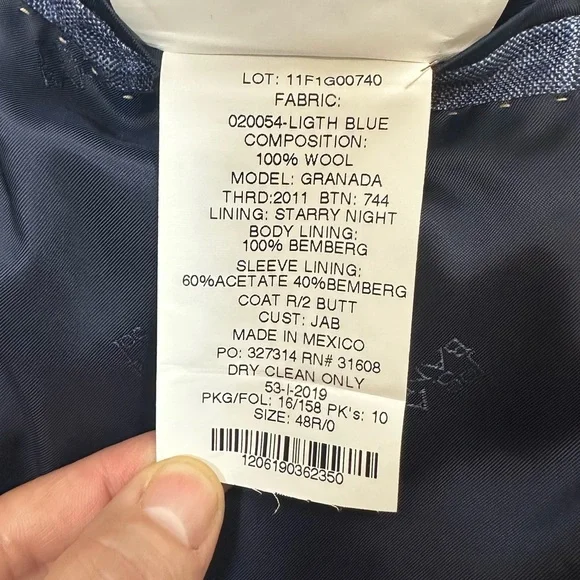 LOT: 11F1G00740
FABRIC:
020054-LIGTH BLUE
COMPOSITION:
100% WOOL
MODEL: GRANADA
THRD:2011 BTN: 744
LINING: STARRY NIGHT
BODY LINING:
100% BEMBERG
SLEEVE LINING:
60%ACETATE 40%BEMBERG
COAT R/2 BUTT
CUST: JAB
MADE IN MEXICO
PO: 327314 RN# 31608
DRY CLEAN ONLY
53-I-2019
PKG/FOL: 16/158 PK's: 10
SIZE: 48R/0
1206190362350